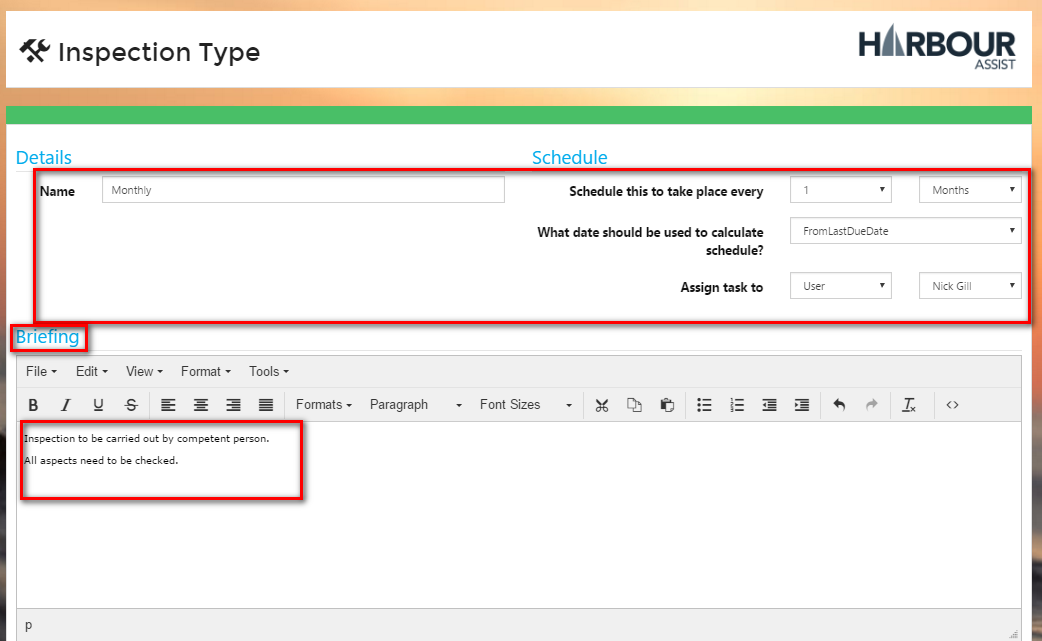 Inspection Type
HARBOUR
ASSIST
Details
Schedule
Name
Monthly
Schedule this to take place every
1
Months
What date should be used to calculate
schedule?
FromLastDueDate
Assign task to
User
Nick Gill
Briefing
File Edit View Format Tools
B I U S Formats Paragraph Font Sizes
Inspection to be carried out by competent person.
All aspects need to be checked.
p